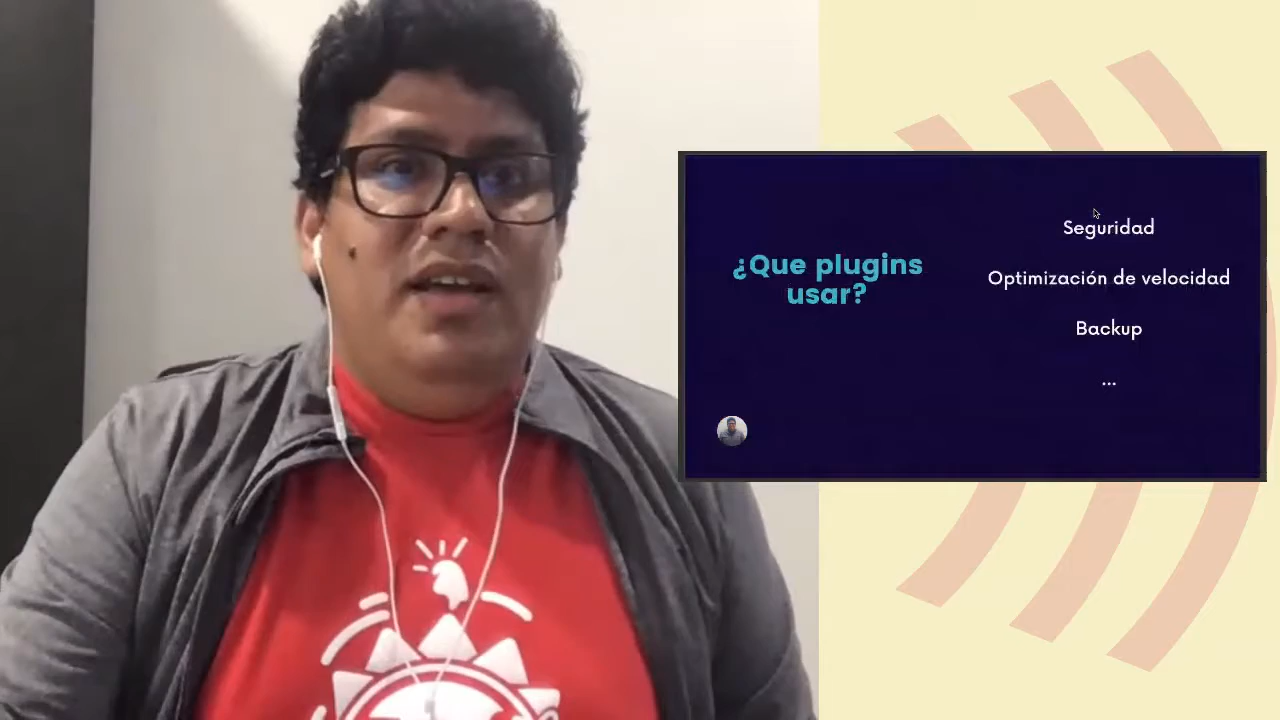 ¿Que plugins
usar?
Seguridad
Optimización de velocidad
Backup
...